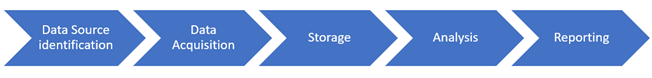 Data Source
identification
Data
Acquisition
Storage
Analysis
Reporting